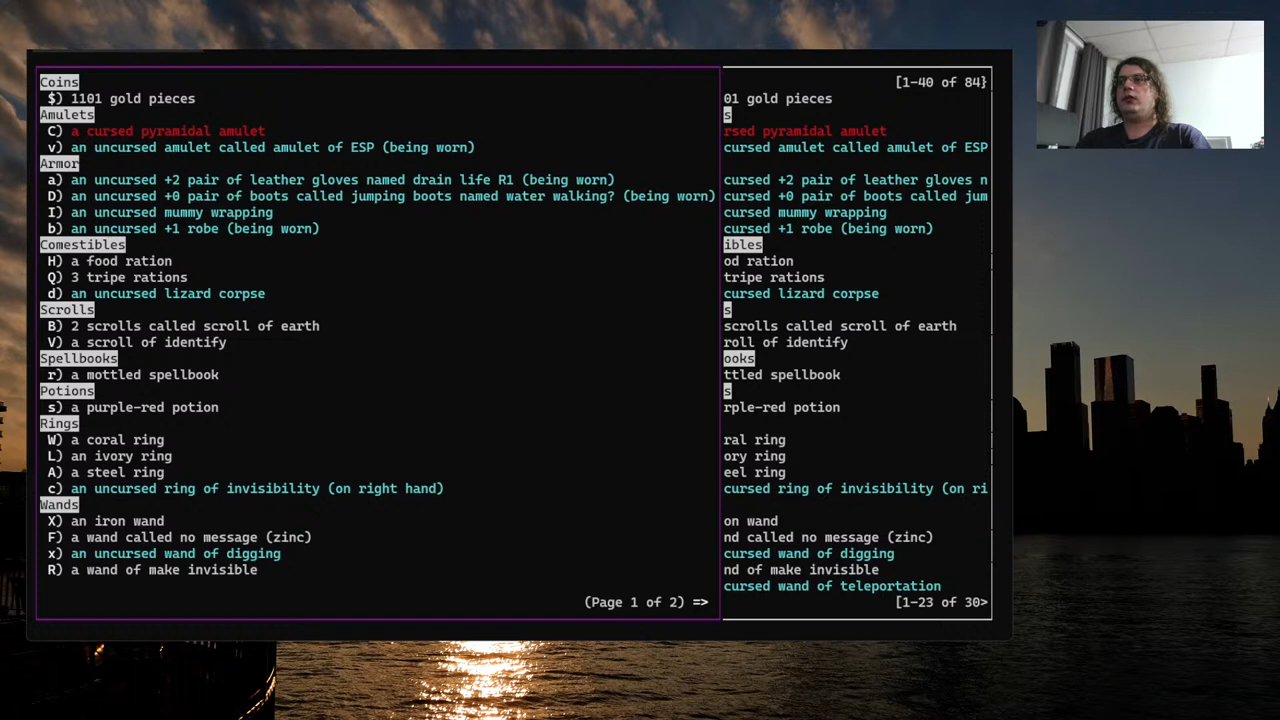 Coins
$) 1101 gold pieces
Amulets
C) a cursed pyramidal amulet
v) an uncursed amulet called amulet of ESP (being worn)
Armor
a) an uncursed +2 pair of leather gloves named drain life R1 (being worn)
D) an uncursed +0 pair of boots called jumping boots named water walking? (being worn)
I) an uncursed mummy wrapping
b) an uncursed +1 robe (being worn)
Comestibles
H) a food ration
Q) 3 tripe rations
d) an uncursed lizard corpse
Scrolls
B) 2 scrolls called scroll of earth
V) a scroll of identify
Spellbooks
r) a mottled spellbook
Potions
s) a purple-red potion
Rings
W) a coral ring
L) an ivory ring
A) a steel ring
c) an uncursed ring of invisibility (on right hand)
Wands
X) an iron wand
F) a wand called no message (zinc)
x) an uncursed wand of digging
R) a wand of make invisible
(Page 1 of 2) =>
[1-40 of 84}
01 gold pieces
s
rsed pyramidal amulet
cursed amulet called amulet of ESP
cursed +2 pair of leather gloves n
cursed +0 pair of boots called jum
cursed mummy wrapping
cursed +1 robe (being worn)
ibles
od ration
tripe rations
cursed lizard corpse
s
scrolls called scroll of earth
roll of identify
ooks
ttled spellbook
s
rple-red potion
ral ring
ory ring
eel ring
cursed ring of invisibility (on ri
on wand
nd called no message (zinc)
cursed wand of digging
nd of make invisible
cursed wand of teleportation
[1-23 of 30>